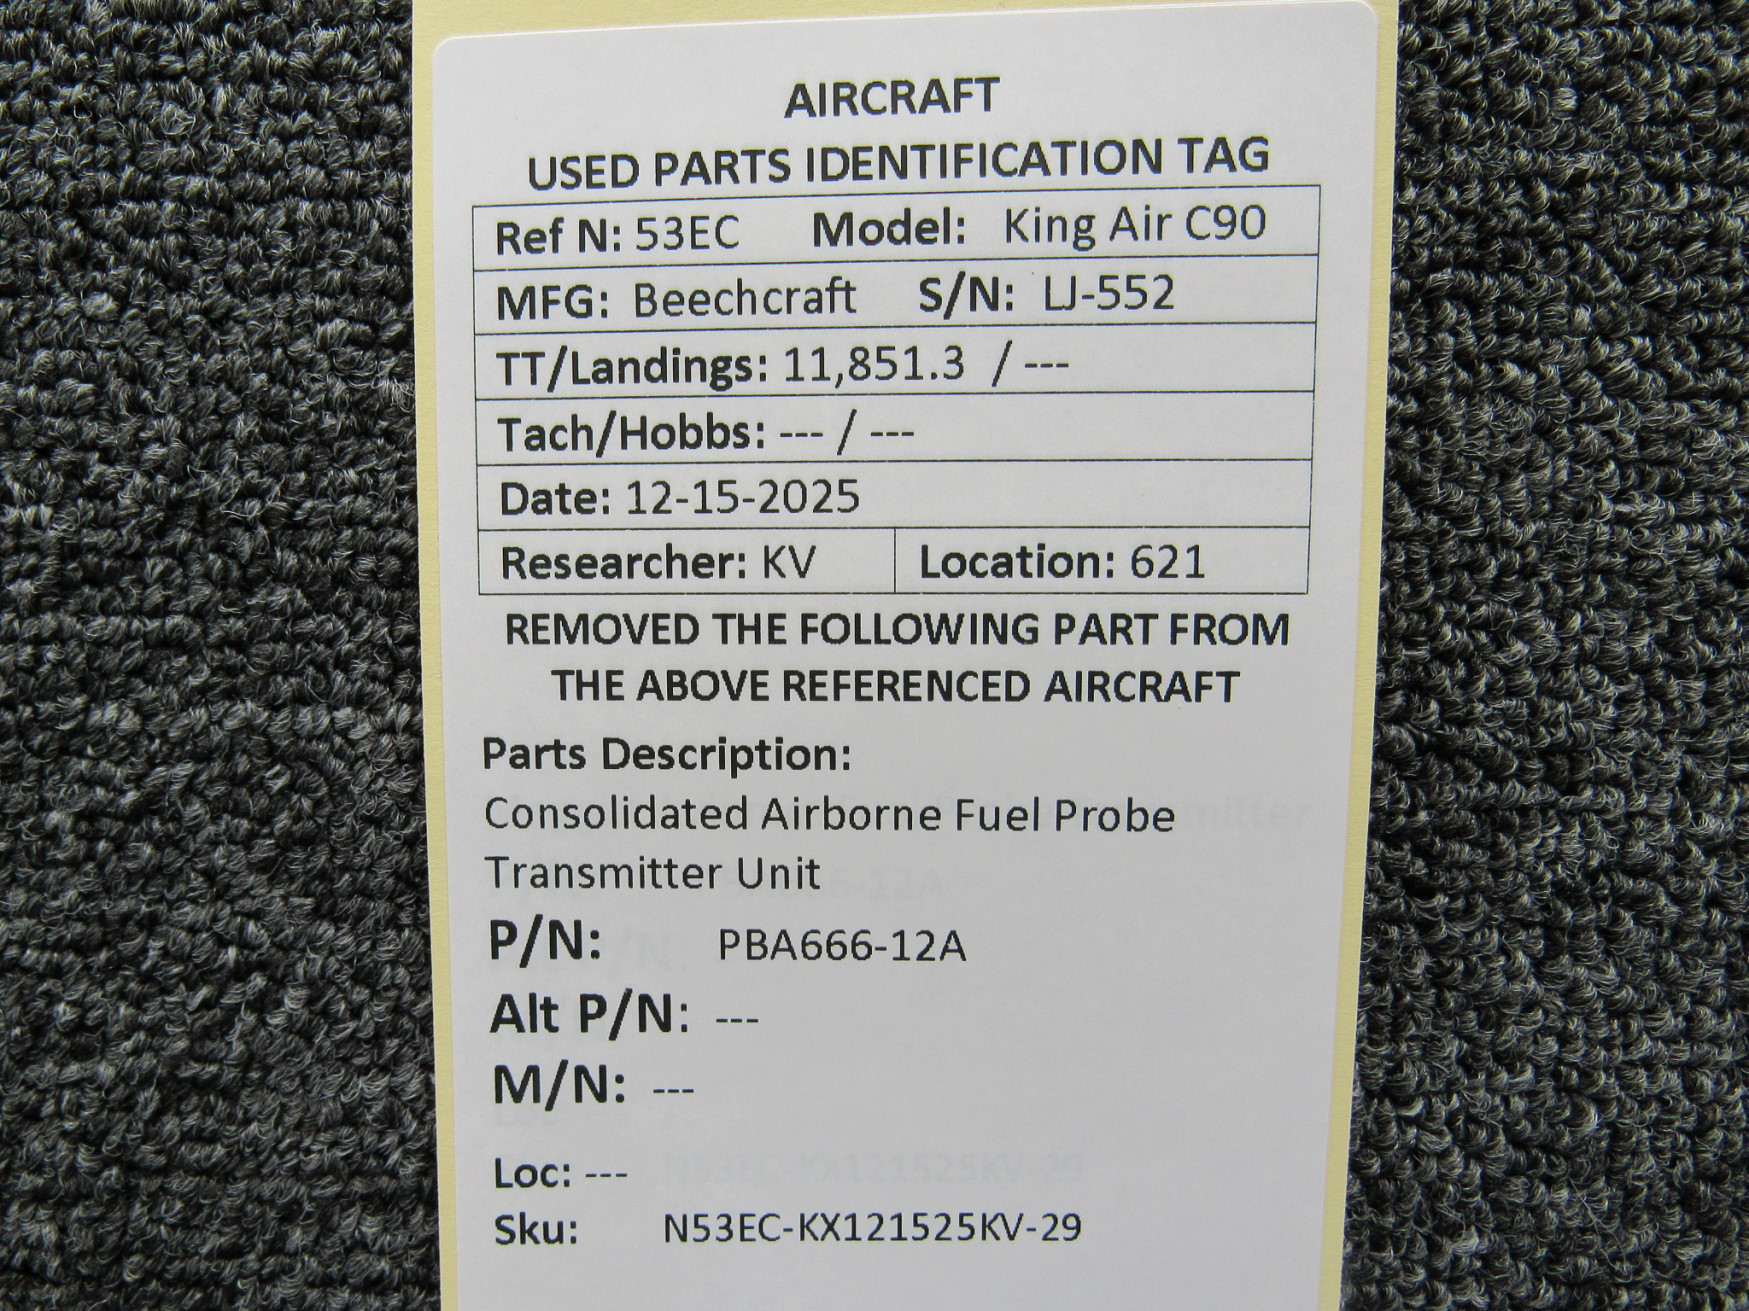 AIRCRAFT
USED PARTS IDENTIFICATION TAG
Ref N: 53EC Model: King Air C90
MFG: Beechcraft S/N: LJ-552
TT/Landings: 11,851.3 / ---
Tach/Hobbs: --- / ---
Date: 12-15-2025
Researcher: KV Location: 621
REMOVED THE FOLLOWING PART FROM
THE ABOVE REFERENCED AIRCRAFT
Parts Description:
Consolidated Airborne Fuel Probe
Transmitter Unit
P/N: PBA666-12A
Alt P/N: ---
M/N: ---
Loc: ---
Sku: N53EC-KX121525KV-29